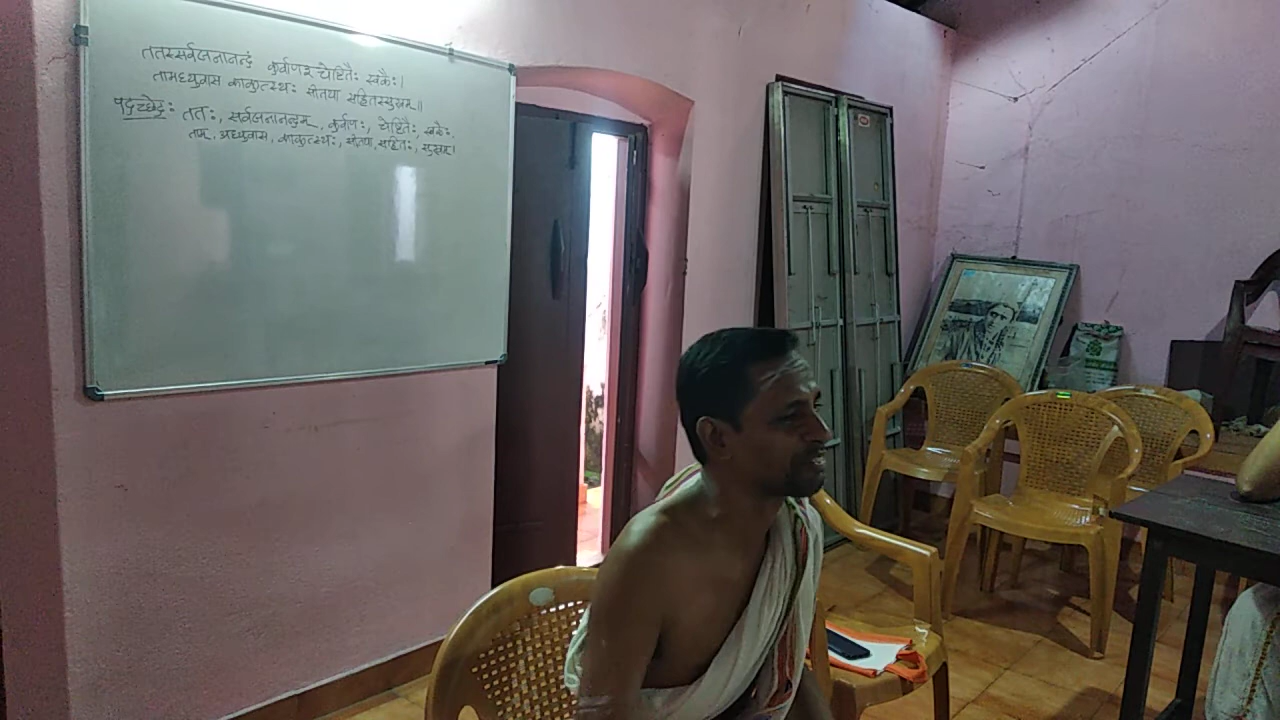 ततस्सर्वजनानन्दं कुर्वाणश्चेष्टितैः स्वकैः।
तामध्युवास काकुत्स्थः सीतया सहितस्सुखम्॥
पदच्छेदः ततः, सर्वजनानन्दम्, कुर्वाणः, चेष्टितैः, स्वकैः,
ताम्, अध्युवास, काकुत्स्थः, सीतया, सहितः, सुखम्।